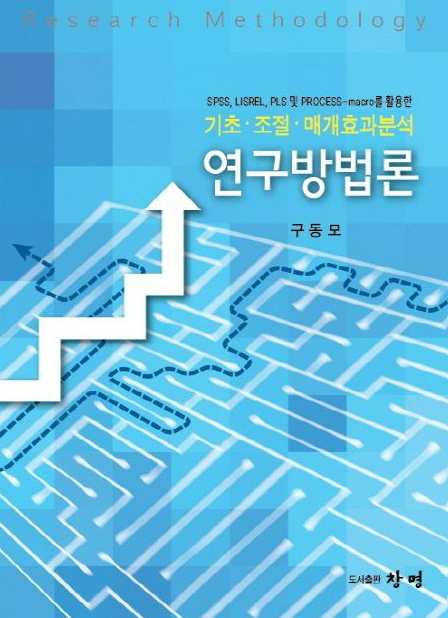 Research Methodology
SPSS, LISREL, PLS 및 PROCESS-macro를 활용한
기초·조절·매개효과분석
연구방법론
구동모
도서출판 창명